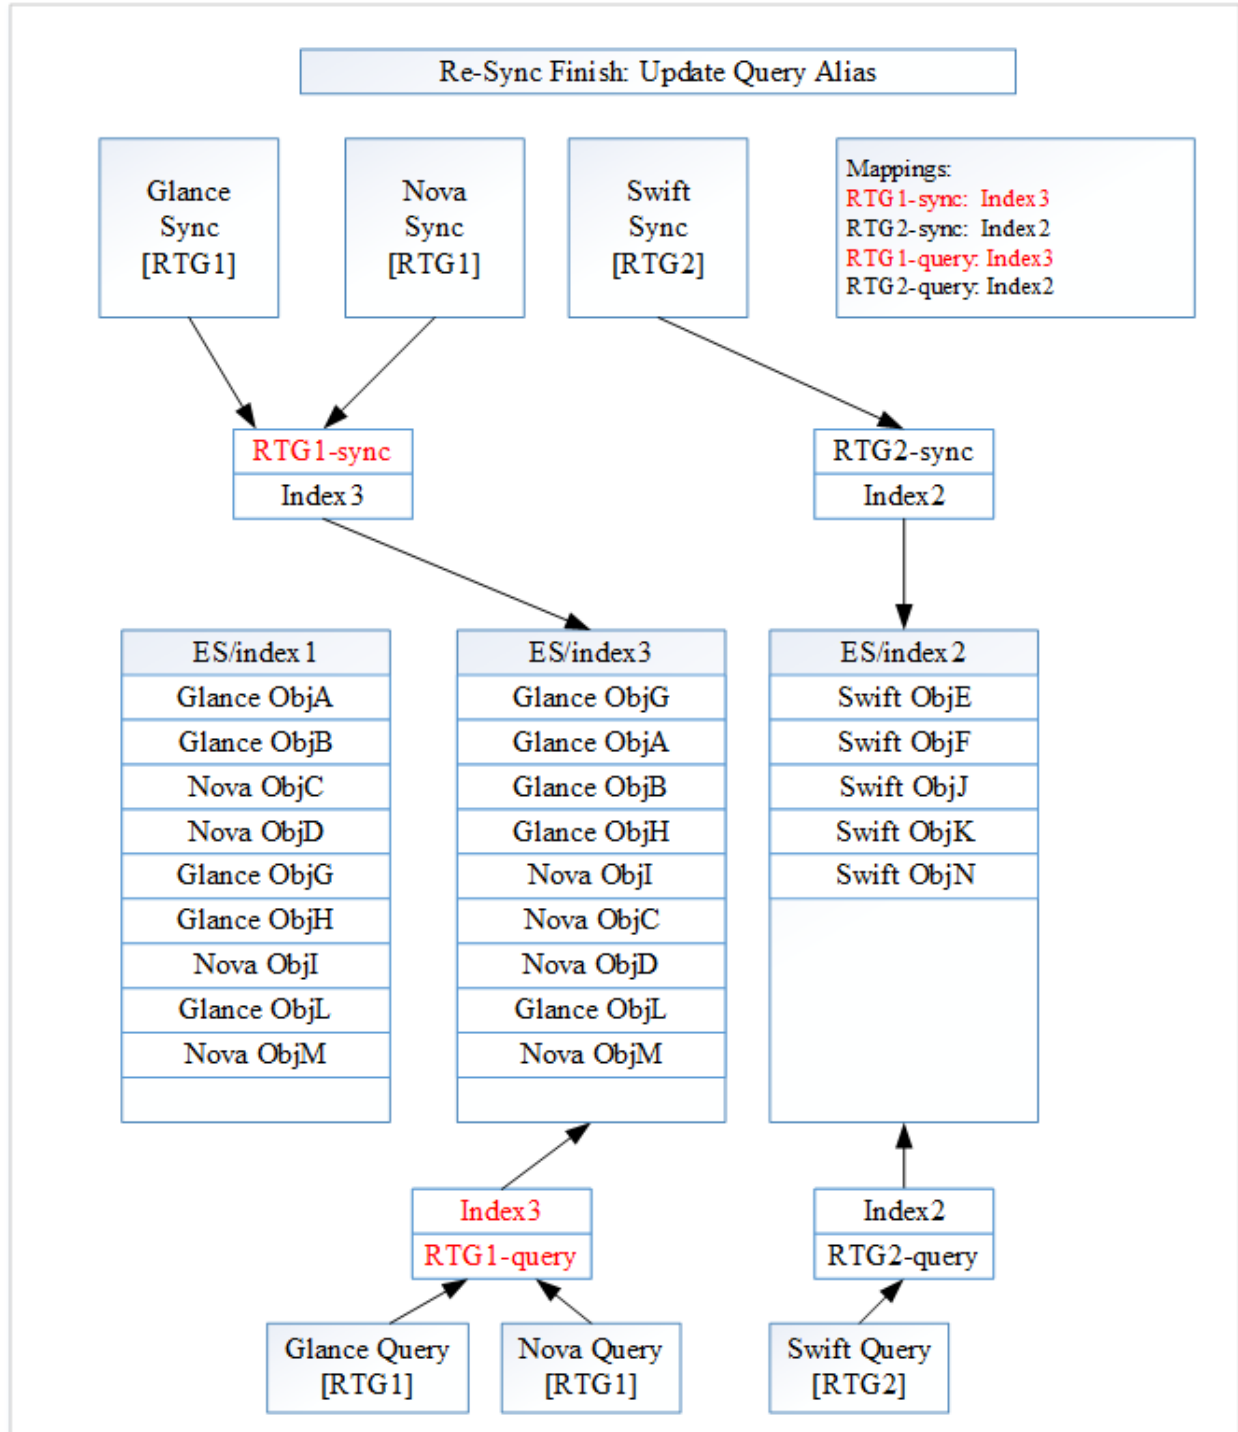 Re-Sync Finish: Update Query Alias
Glance
Sync
[RTG1]
Nova
Sync
[RTG1]
Swift
Sync
[RTG2]
Mappings:
RTG1-sync: Index3
RTG2-sync: Index2
RTG1-query: Index3
RTG2-query: Index2
RTG1-sync
Index3
RTG2-sync
Index2
ES/index1
Glance ObjA
Glance ObjB
Nova ObjC
Nova ObjD
Glance ObjG
Glance ObjH
Nova ObjI
Glance ObjL
Nova ObjM
ES/index3
Glance ObjG
Glance ObjA
Glance ObjB
Glance ObjH
Nova ObjI
Nova ObjC
Nova ObjD
Glance ObjL
Nova ObjM
ES/index2
Swift ObjE
Swift ObjF
Swift ObjJ
Swift ObjK
Swift ObjN
Index3
RTG1-query
Index2
RTG2-query
Glance Query
[RTG1]
Nova Query
[RTG1]
Swift Query
[RTG2]